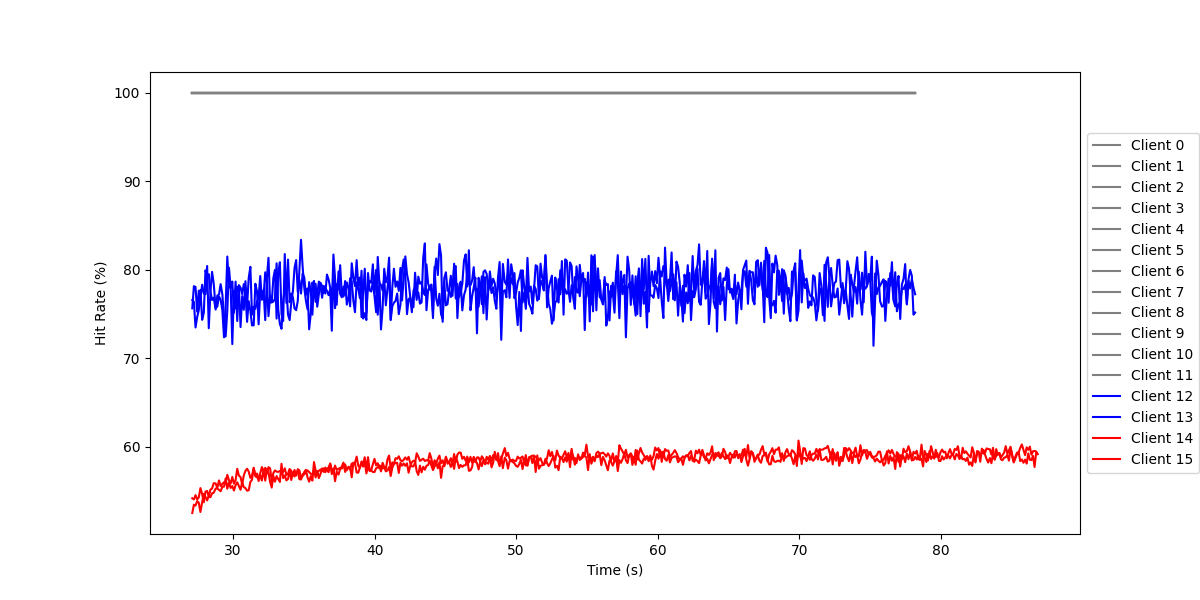 100
90
80
70
60
Hit Rate (%)
30 40 50 60 70 80
Time (s)
Client 0
Client 1
Client 2
Client 3
Client 4
Client 5
Client 6
Client 7
Client 8
Client 9
Client 10
Client 11
Client 12
Client 13
Client 14
Client 15